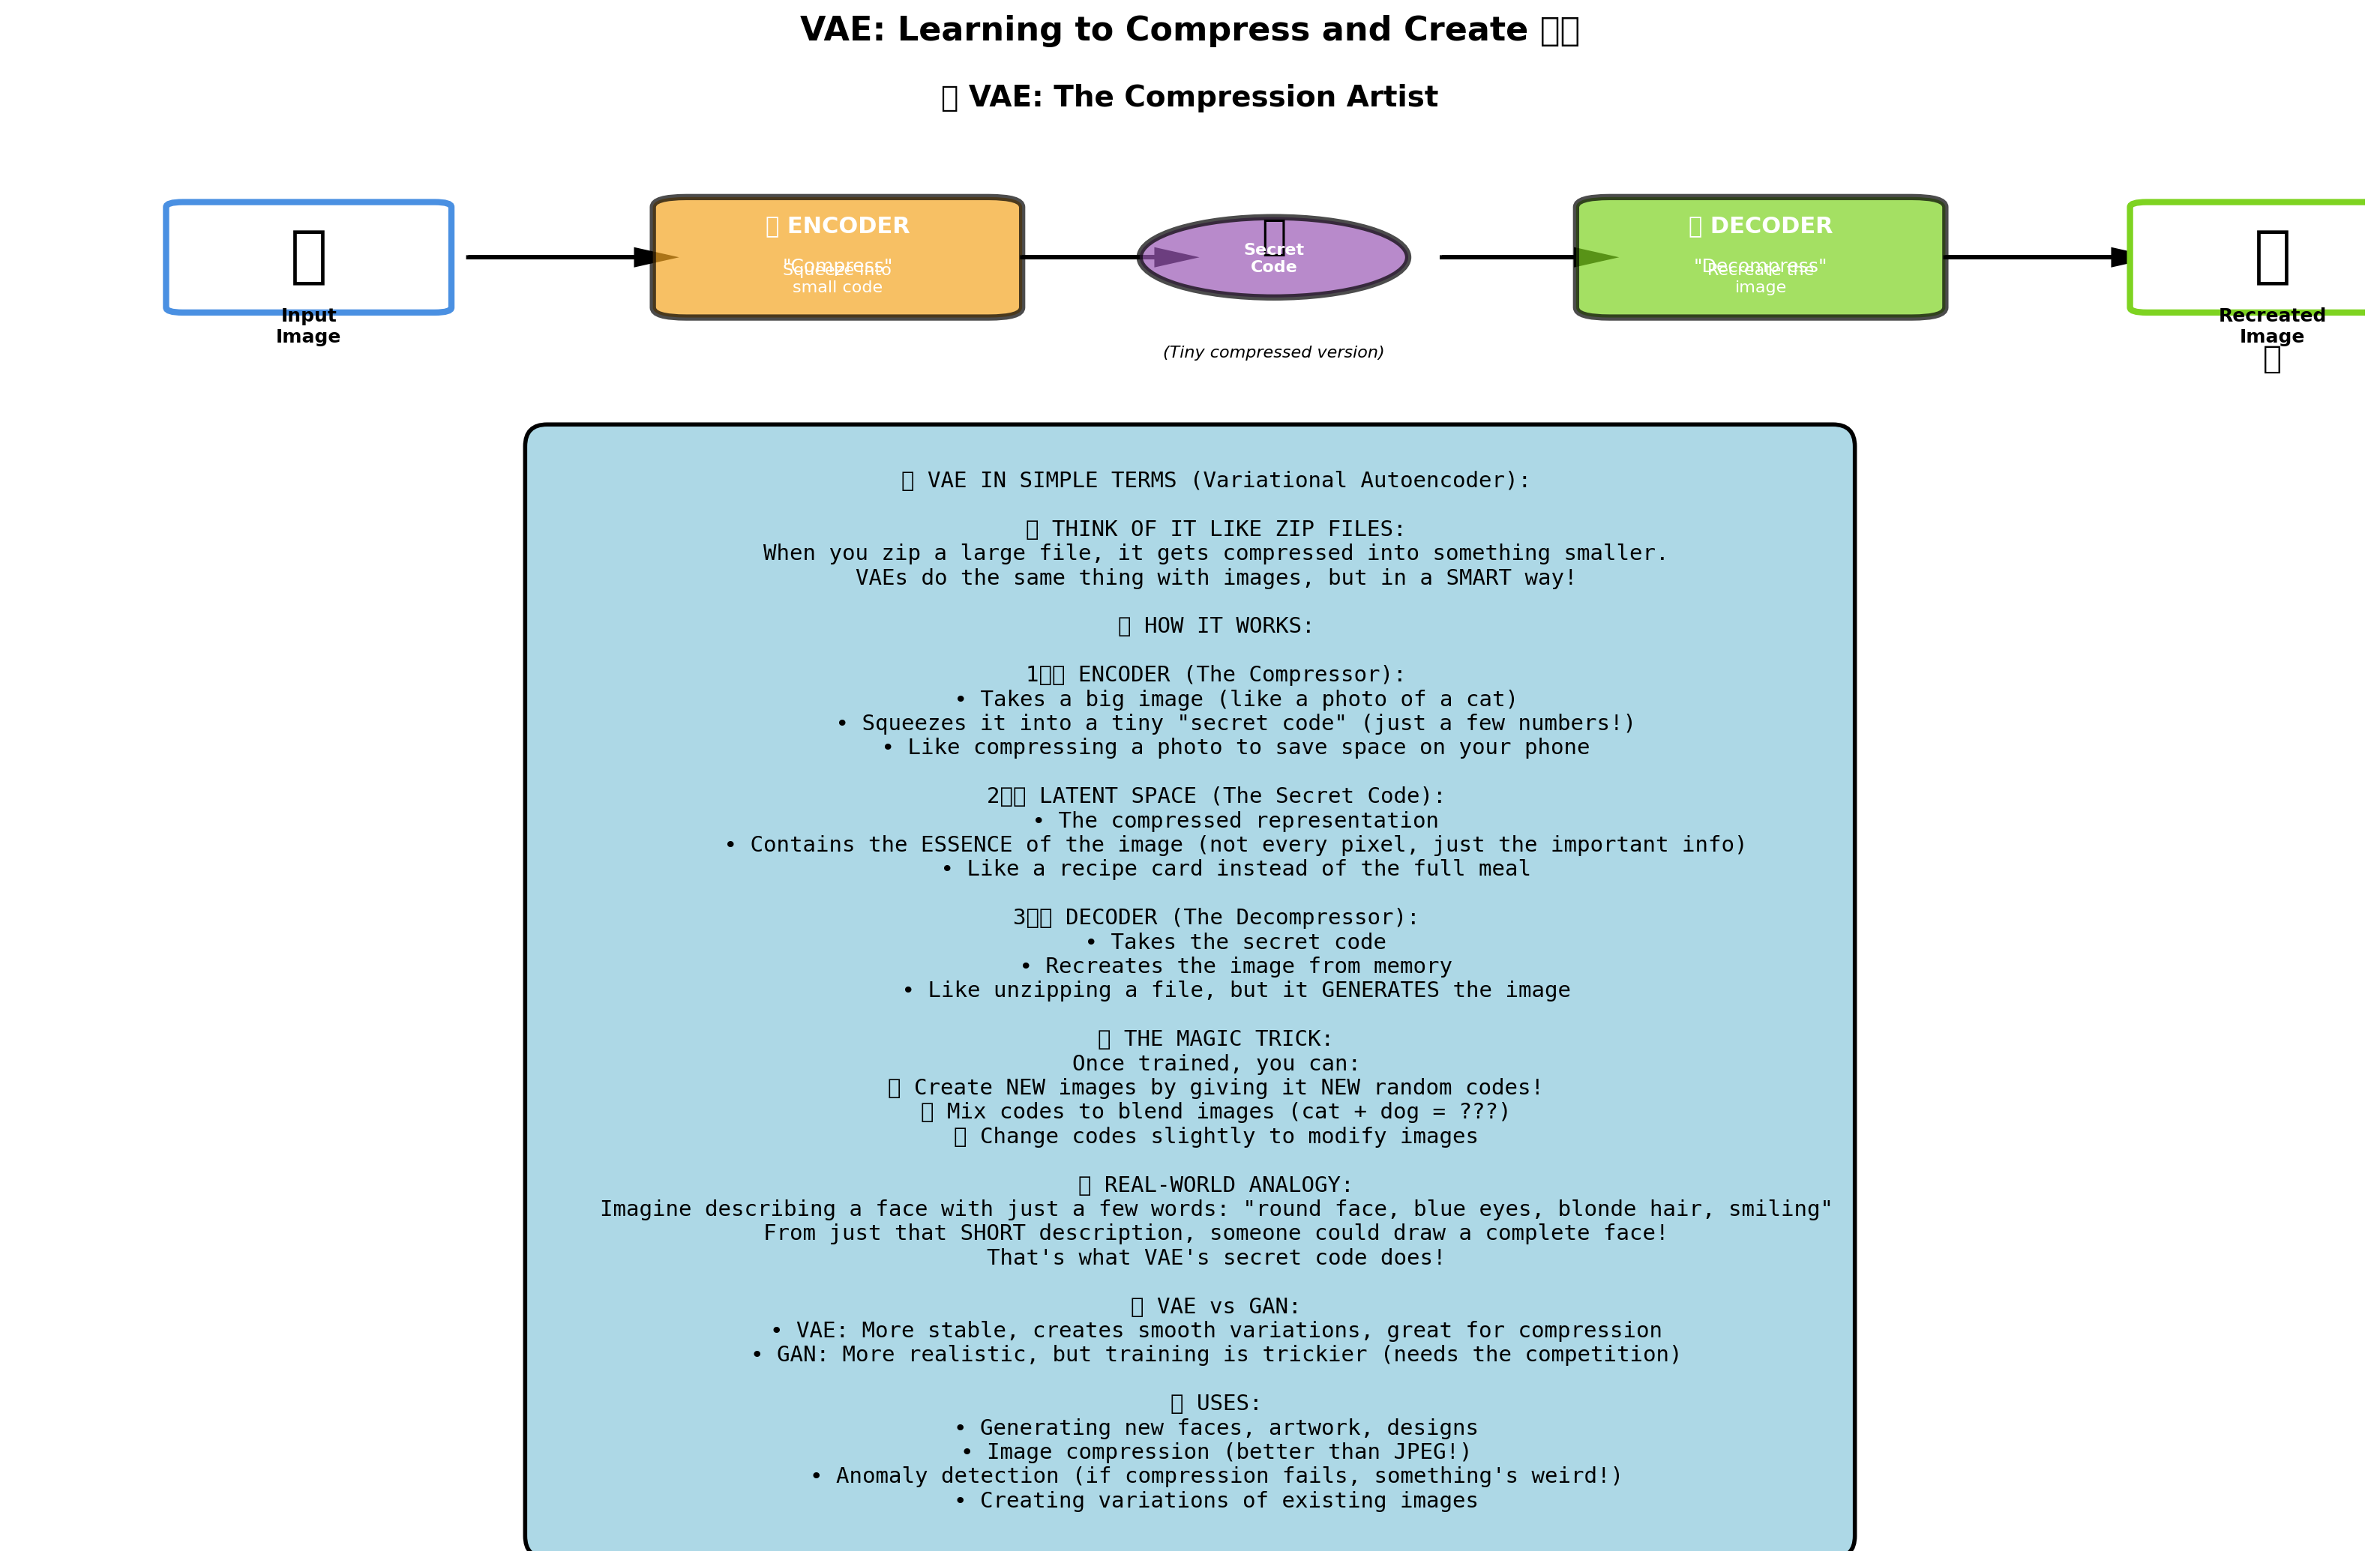 VAE: Learning to Compress and Create
VAE: The Compression Artist
Input
Image
ENCODER
"Compress"
Squeeze into
small code
Secret
Code
(Tiny compressed version)
DECODER
"Decompress"
Recreate the
image
Recreated
Image
VAE IN SIMPLE TERMS (Variational Autoencoder):
THINK OF IT LIKE ZIP FILES:
When you zip a large file, it gets compressed into something smaller.
VAEs do the same thing with images, but in a SMART way!
HOW IT WORKS:
1 ENCODER (The Compressor):
• Takes a big image (like a photo of a cat)
• Squeezes it into a tiny "secret code" (just a few numbers!)
• Like compressing a photo to save space on your phone
2 LATENT SPACE (The Secret Code):
• The compressed representation
• Contains the ESSENCE of the image (not every pixel, just the important info)
• Like a recipe card instead of the full meal
3 DECODER (The Decompressor):
• Takes the secret code
• Recreates the image from memory
• Like unzipping a file, but it GENERATES the image
THE MAGIC TRICK:
Once trained, you can:
Create NEW images by giving it NEW random codes!
Mix codes to blend images (cat + dog = ???)
Change codes slightly to modify images
REAL-WORLD ANALOGY:
Imagine describing a face with just a few words: "round face, blue eyes, blonde hair, smiling"
From just that SHORT description, someone could draw a complete face!
That's what VAE's secret code does!
VAE vs GAN:
• VAE: More stable, creates smooth variations, great for compression
• GAN: More realistic, but training is trickier (needs the competition)
USES:
• Generating new faces, artwork, designs
• Image compression (better than JPEG!)
• Anomaly detection (if compression fails, something's weird!)
• Creating variations of existing images